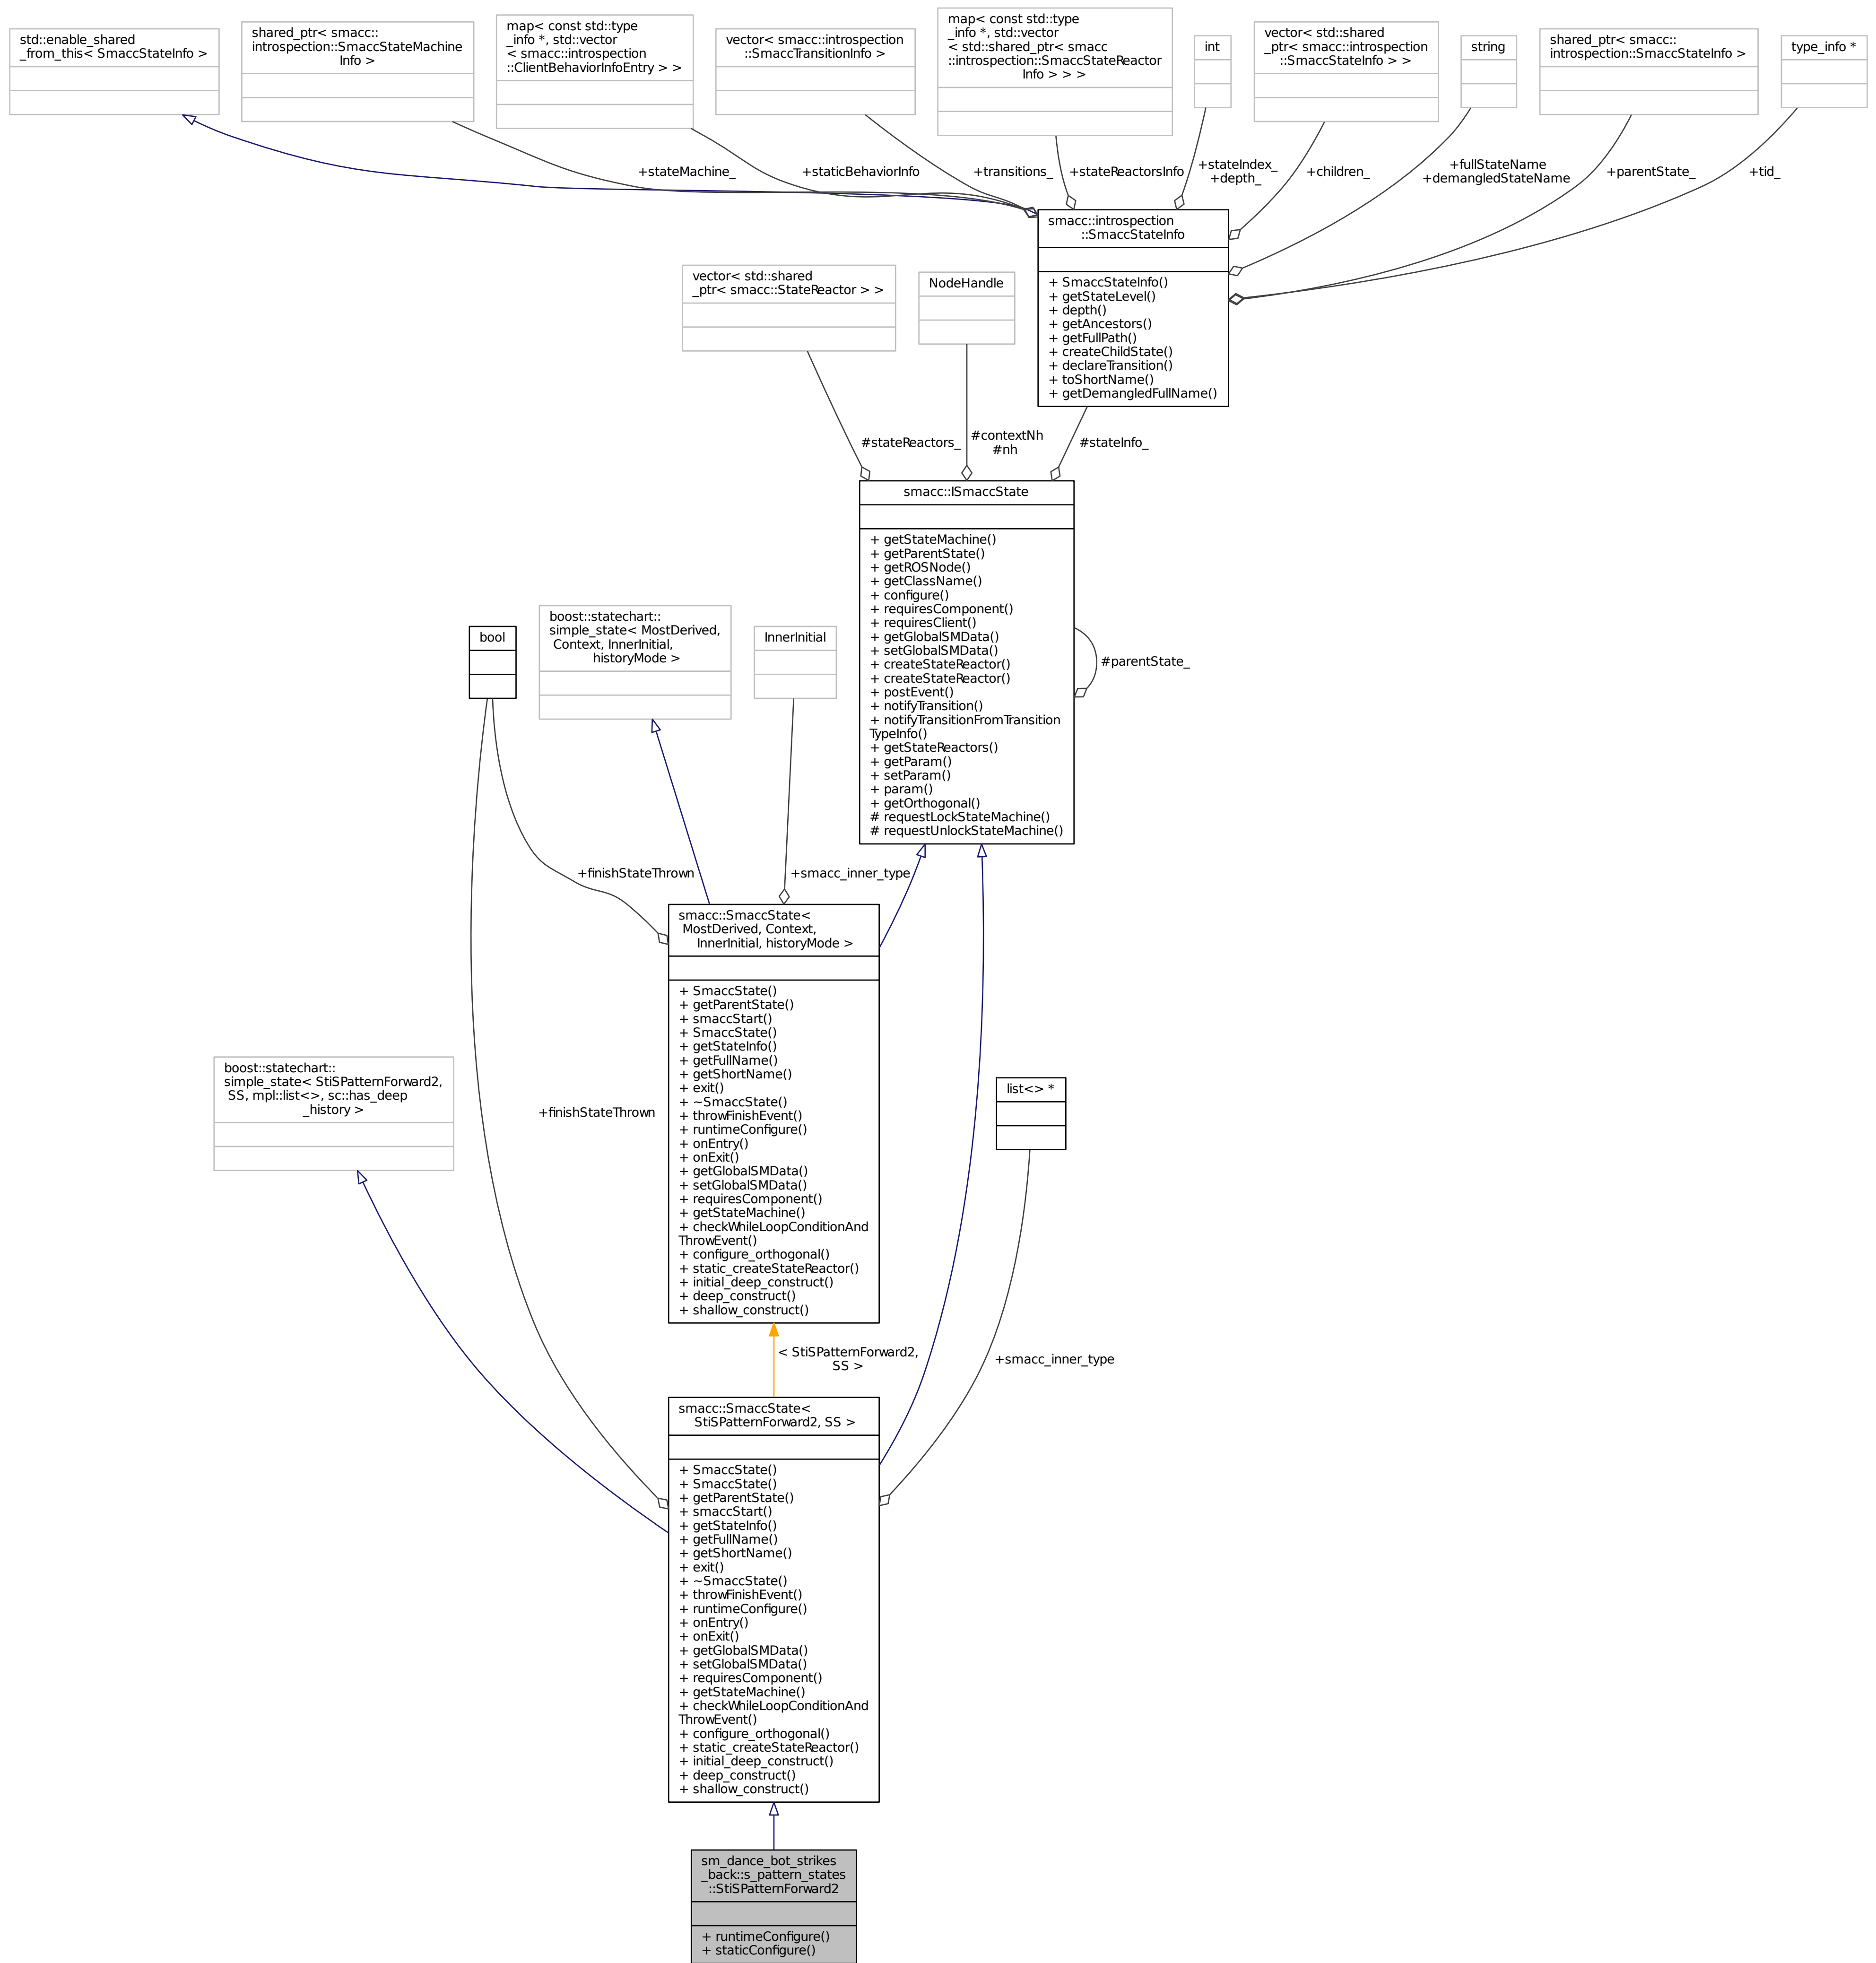 std::enable_shared
_from_this< SmaccStateInfo >
shared_ptr< smacc::
introspection::SmaccStateMachine
Info >
map< const std::type
_info *, std::vector
< smacc::introspection
::ClientBehaviorInfoEntry > >
vector< smacc::introspection
::SmaccTransitionInfo >
map< const std::type
_info *, std::vector
< std::shared_ptr< smacc
::introspection::SmaccStateReactor
Info > > >
int
vector< std::shared
_ptr< smacc::introspection
::SmaccStateInfo > >
string
shared_ptr< smacc::
introspection::SmaccStateInfo >
type_info *
+stateMachine_
+staticBehaviorInfo
+transitions_
+stateReactorsInfo
+stateIndex_
+depth_
+children_
+fullStateName
+demangledStateName
+parentState_
+tid_
smacc::introspection
::SmaccStateInfo
+ SmaccStateInfo()
+ getStateLevel()
+ depth()
+ getAncestors()
+ getFullPath()
+ createChildState()
+ declareTransition()
+ toShortName()
+ getDemangledFullName()
vector< std::shared
_ptr< smacc::StateReactor > >
NodeHandle
#stateReactors_
#contextNh
#nh
#stateInfo_
smacc::ISmaccState
+ getStateMachine()
+ getParentState()
+ getROSNode()
+ getClassName()
+ configure()
+ requiresComponent()
+ requiresClient()
+ getGlobalSMData()
+ setGlobalSMData()
+ createStateReactor()
+ createStateReactor()
+ postEvent()
+ notifyTransition()
+ notifyTransitionFromTransition
TypeInfo()
+ getStateReactors()
+ getParam()
+ setParam()
+ param()
+ getOrthogonal()
# requestLockStateMachine()
# requestUnlockStateMachine()
#parentState_
bool
boost::statechart::
simple_state< MostDerived,
Context, InnerInitial,
historyMode >
InnerInitial
+finishStateThrown
+smacc_inner_type
smacc::SmaccState<
MostDerived, Context,
InnerInitial, historyMode >
+ SmaccState()
+ getParentState()
+ smaccStart()
+ SmaccState()
+ getStateInfo()
+ getFullName()
+ getShortName()
+ exit()
+ ~SmaccState()
+ throwFinishEvent()
+ runtimeConfigure()
+ onEntry()
+ onExit()
+ getGlobalSMData()
+ setGlobalSMData()
+ requiresComponent()
+ getStateMachine()
+ checkWhileLoopConditionAnd
ThrowEvent()
+ configure_orthogonal()
+ static_createStateReactor()
+ initial_deep_construct()
+ deep_construct()
+ shallow_construct()
boost::statechart::
simple_state< StiSPatternForward2,
SS, mpl::list<>, sc::has_deep
_history >
+finishStateThrown
list<> *
< StiSPatternForward2,
SS >
+smacc_inner_type
smacc::SmaccState<
StiSPatternForward2, SS >
+ SmaccState()
+ SmaccState()
+ getParentState()
+ smaccStart()
+ getStateInfo()
+ getFullName()
+ getShortName()
+ exit()
+ ~SmaccState()
+ throwFinishEvent()
+ runtimeConfigure()
+ onEntry()
+ onExit()
+ getGlobalSMData()
+ setGlobalSMData()
+ requiresComponent()
+ getStateMachine()
+ checkWhileLoopConditionAnd
ThrowEvent()
+ configure_orthogonal()
+ static_createStateReactor()
+ initial_deep_construct()
+ deep_construct()
+ shallow_construct()
sm_dance_bot_strikes
_back::s_pattern_states
::StiSPatternForward2
+ runtimeConfigure()
+ staticConfigure()